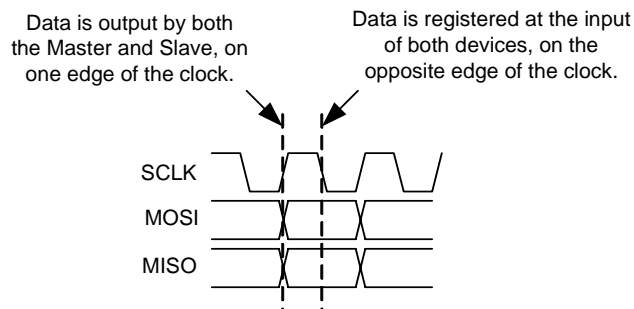 Data is output by both
the Master and Slave, on
one edge of the clock.
Data is registered at the input
of both devices, on the
opposite edge of the clock.
SCLK
MOSI
MISO